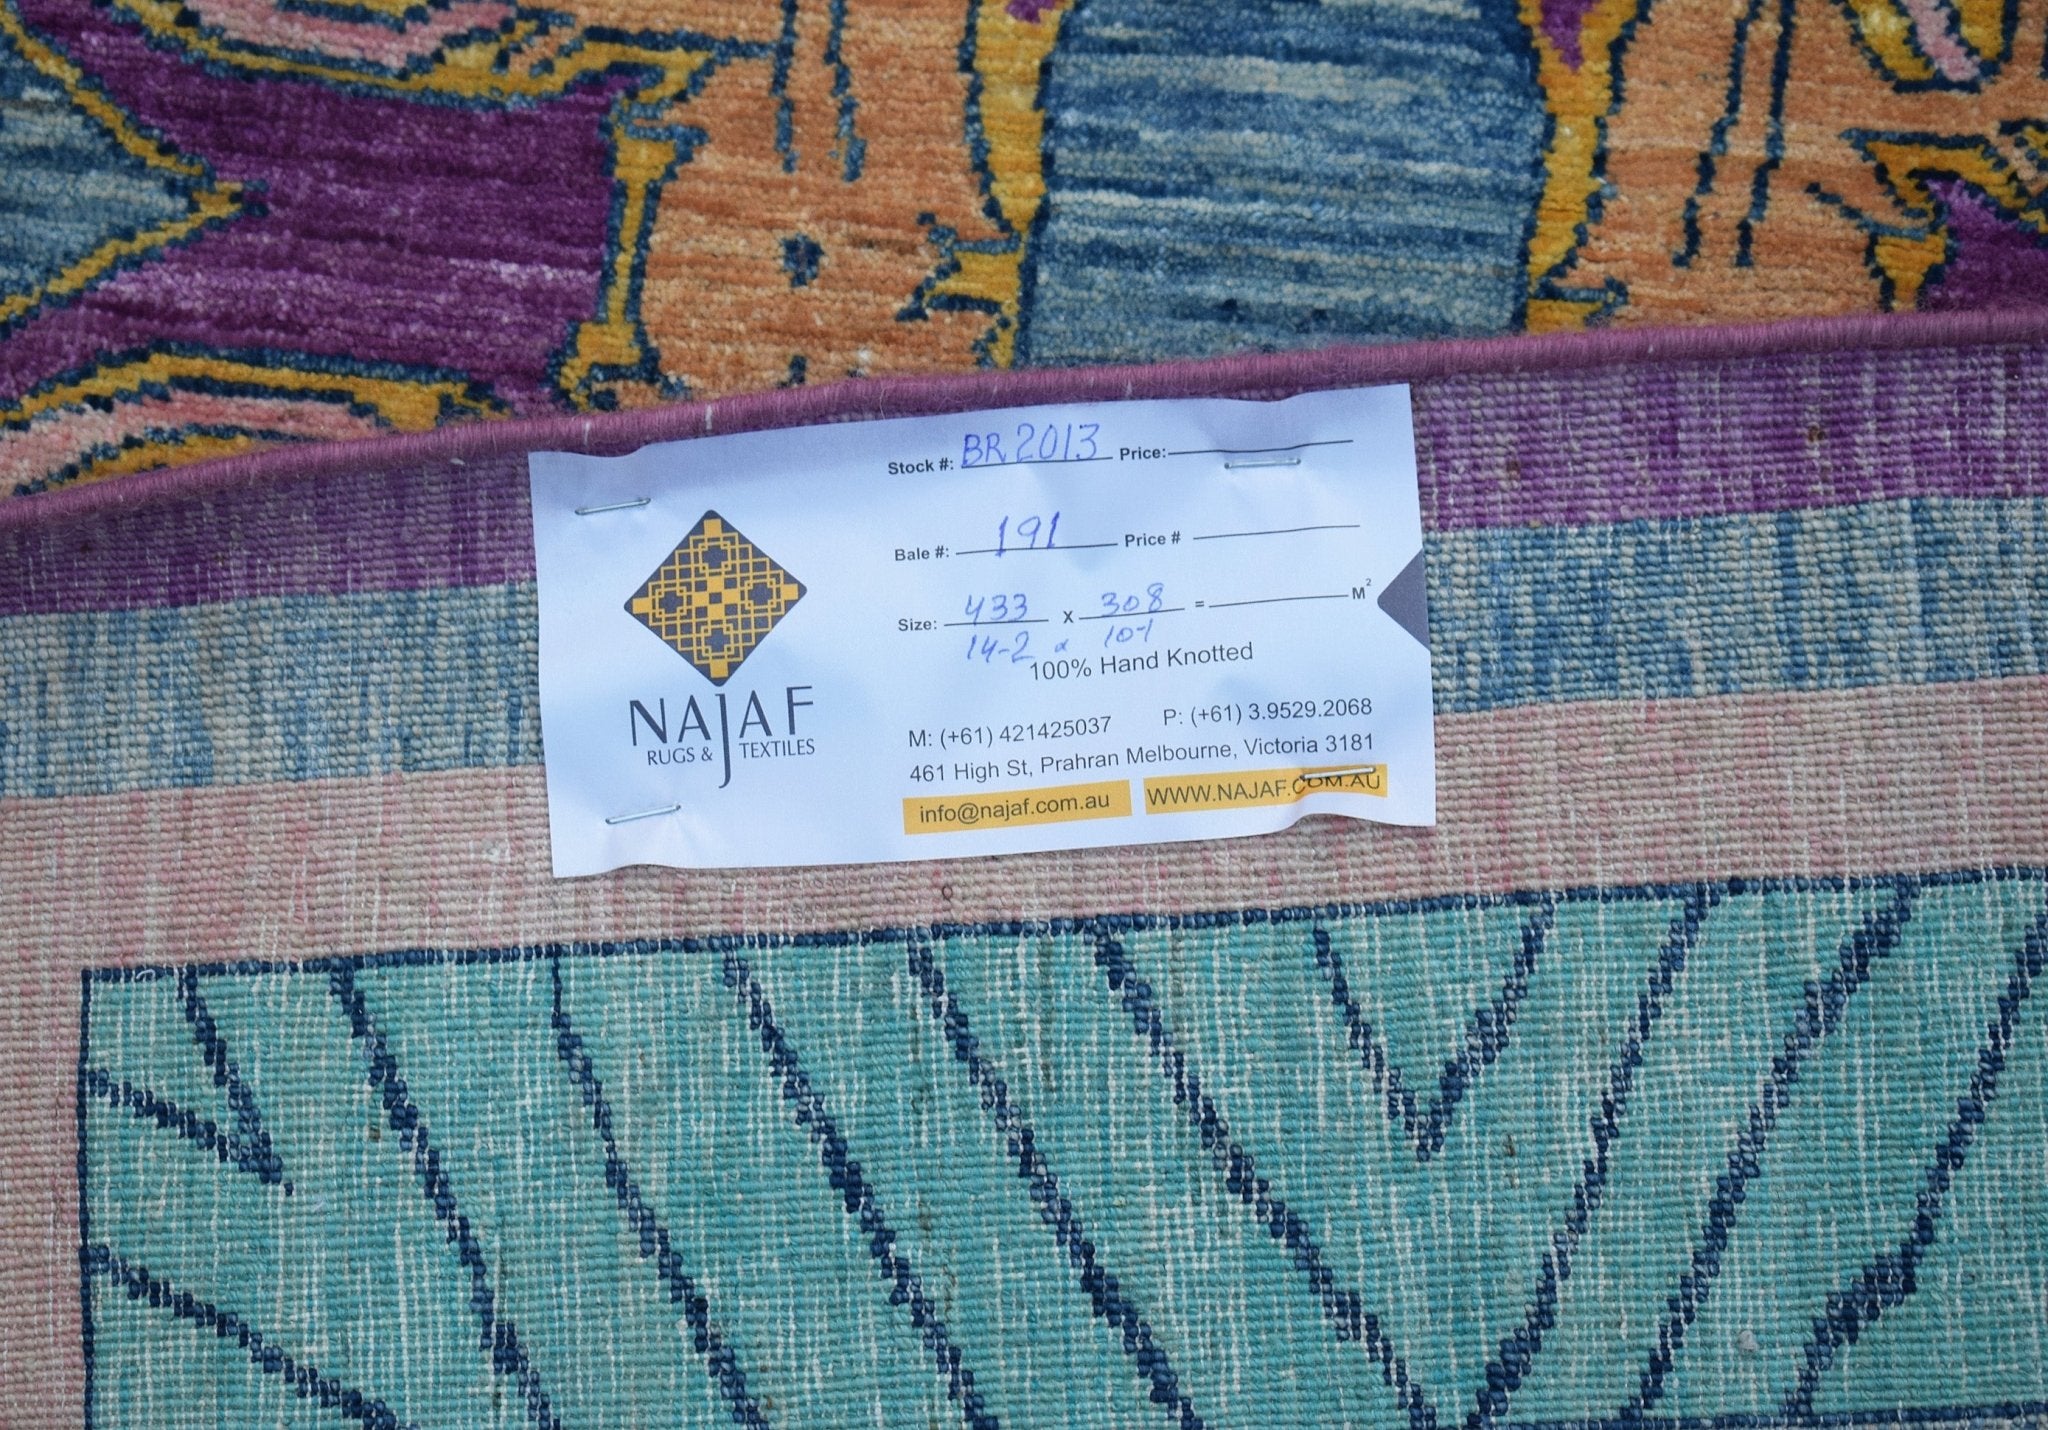 Stock #: BR2013 Price:
Bale #: 191 Price #
Size: 433 x 308 = M²
14-2 x 10-1
100% Hand Knotted
NAJAF
RUGS & TEXTILES
M: (+61) 421425037 P: (+61) 3.9529.2068
461 High St, Prahran Melbourne, Victoria 3181
info@najaf.com.au WWW.NAJAF.COM.AU